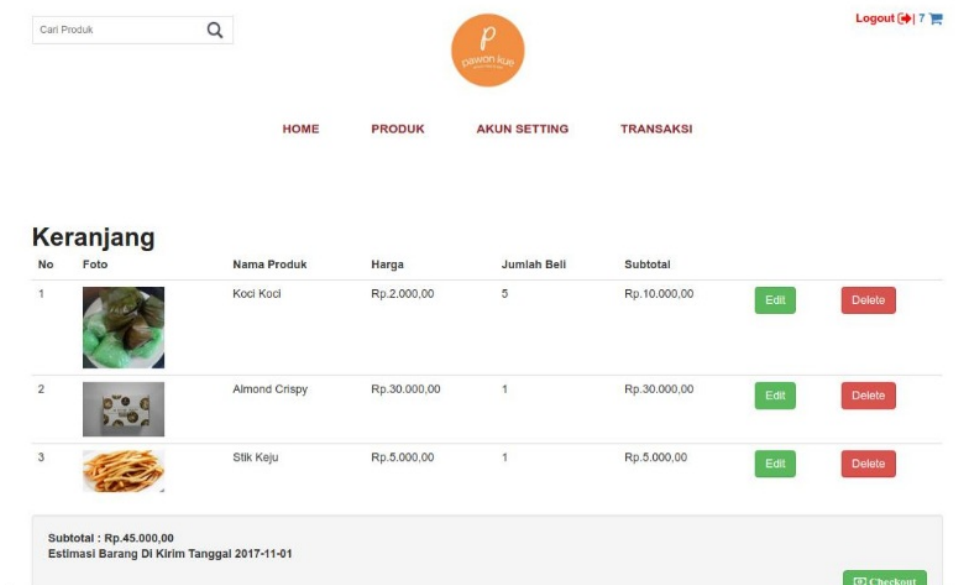 Cari Produk
Logout | 7
p
pawon kue
HOME PRODUK AKUN SETTING TRANSAKSI
Keranjang
No Foto Nama Produk Harga Jumlah Beli Subtotal
1 Koci Koci Rp.2.000,00 5 Rp.10.000,00 Edit Delete
2 Almond Crispy Rp.30.000,00 1 Rp.30.000,00 Edit Delete
3 Stik Keju Rp.5.000,00 1 Rp.5.000,00 Edit Delete
Subtotal : Rp.45.000,00
Estimasi Barang Di Kirim Tanggal 2017-11-01
Checkout